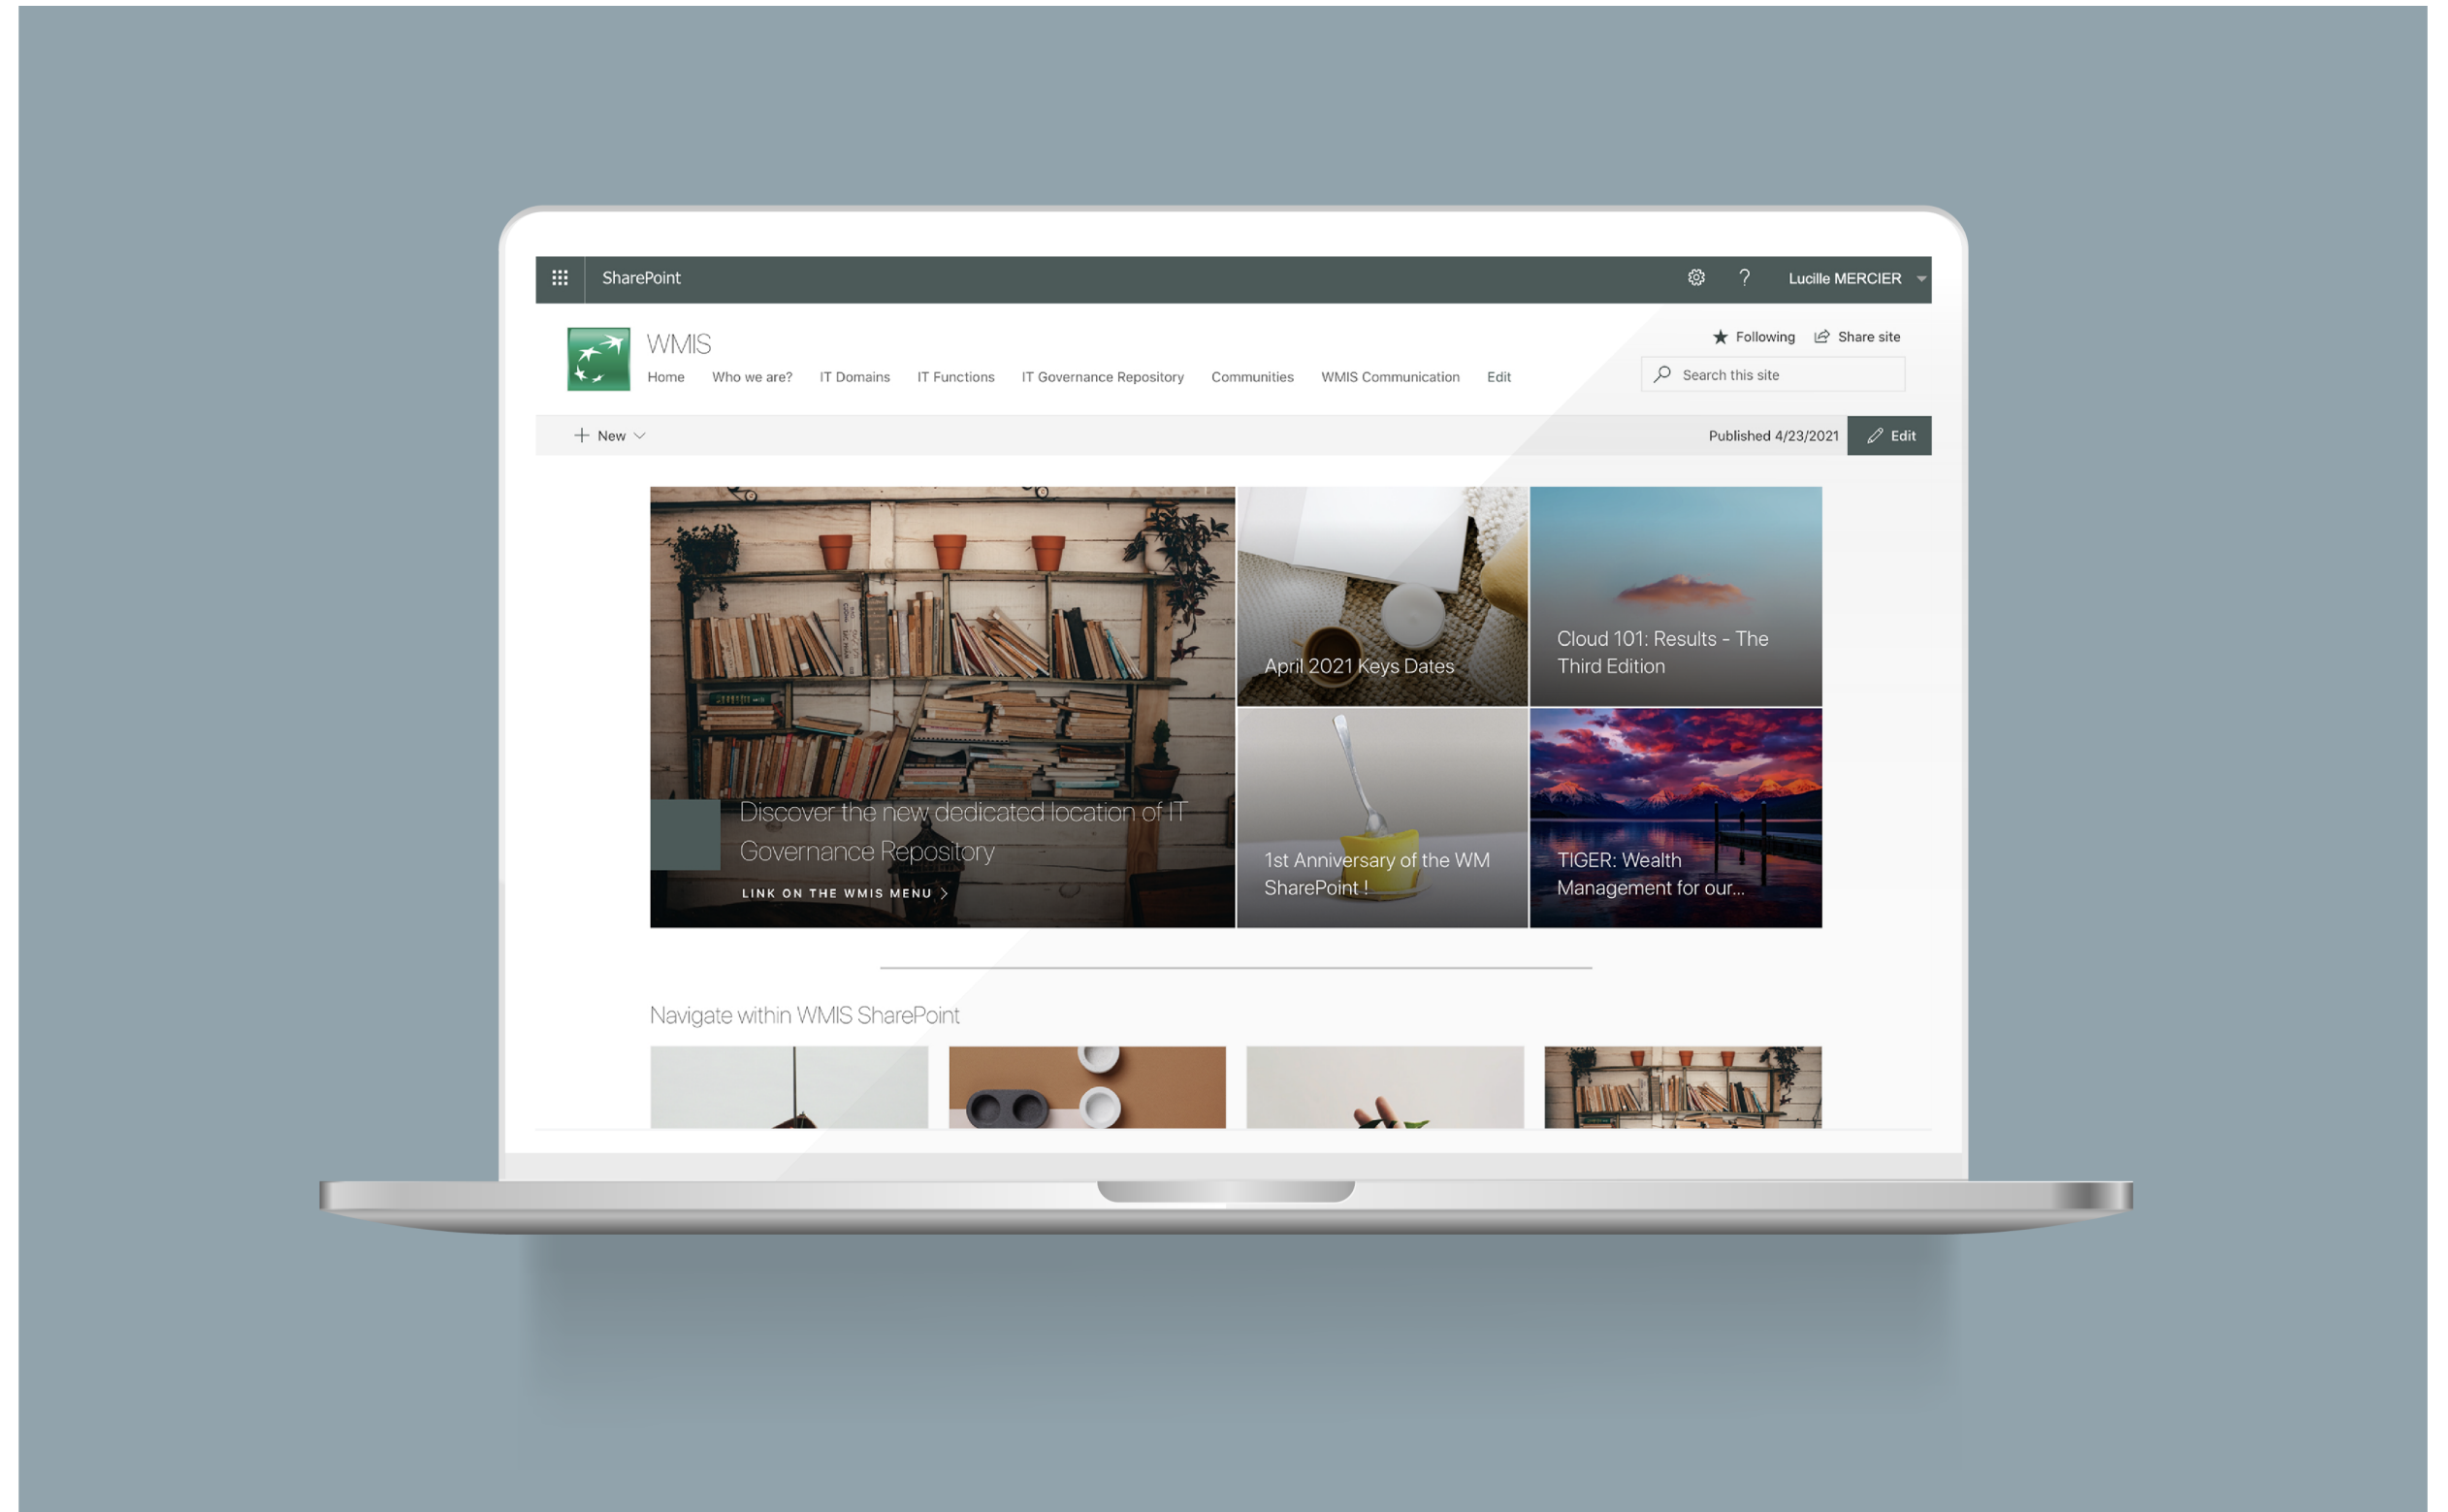 SharePoint
? Lucille MERCIER
WMIS
Following Share site
Home Who we are? IT Domains IT Functions IT Governance Repository Communities WMIS Communication Edit
Search this site
New
Published 4/23/2021 Edit
Cloud 101: Results - The
Third Edition
April 2021 Keys Dates
Discover the new dedicated location of IT
Governance Repository
LINK ON THE WMIS MENU
1st Anniversary of the WM
SharePoint !
TIGER: Wealth
Management for our...
Navigate within WMIS SharePoint